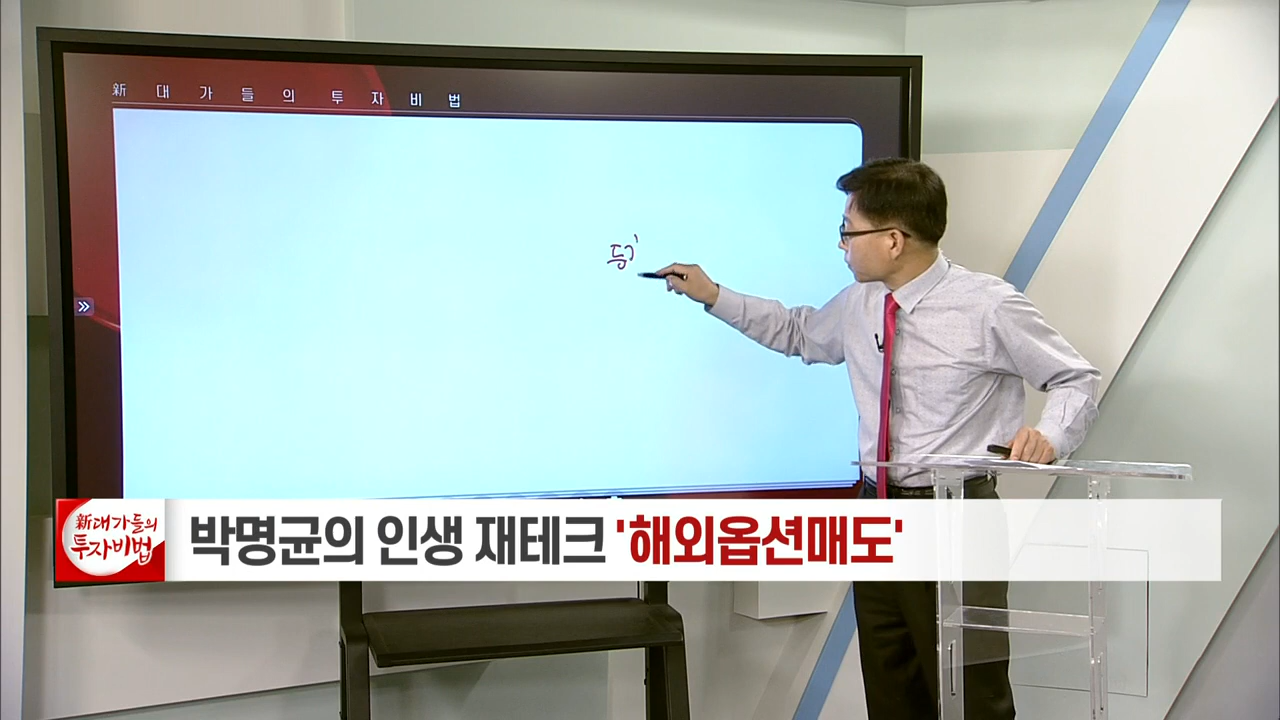 新 대 가 들 의 투 자 비 법
»
新대가들의
투자비법
박명균의 인생 재테크 '해외옵션매도'